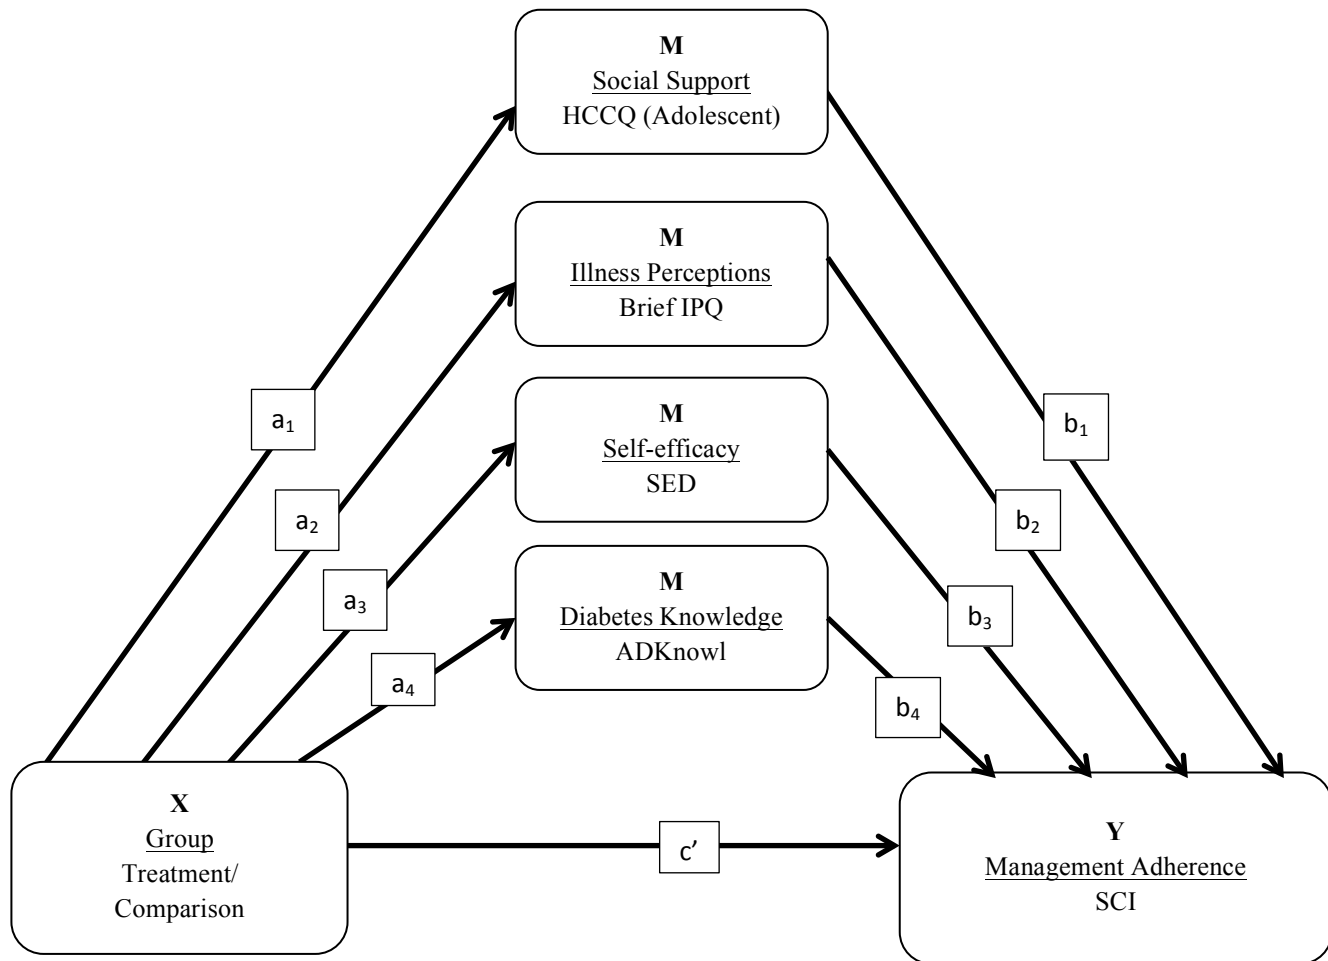 M
Social Support
HCCQ (Adolescent)
M
Illness Perceptions
Brief IPQ
M
Self-efficacy
SED
M
Diabetes Knowledge
ADKnowl
a₁
a₂
a₃
a₄
b₁
b₂
b₃
b₄
X
Group
Treatment/
Comparison
c’
Y
Management Adherence
SCI